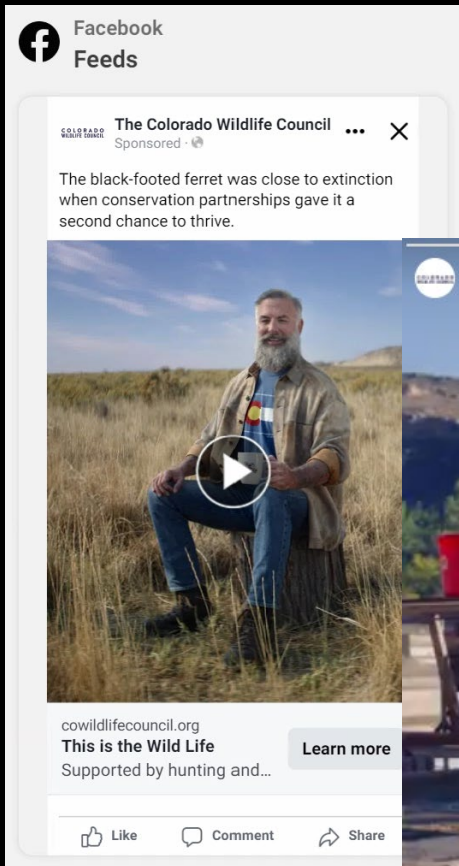 Facebook
Feeds
COLORADO
WILDLIFE COUNCIL
The Colorado Wildlife Council
Sponsored ·
The black-footed ferret was close to extinction
when conservation partnerships gave it a
second chance to thrive.
cowildlifecouncil.org
This is the Wild Life
Supported by hunting and...
Learn more
Like
Comment
Share